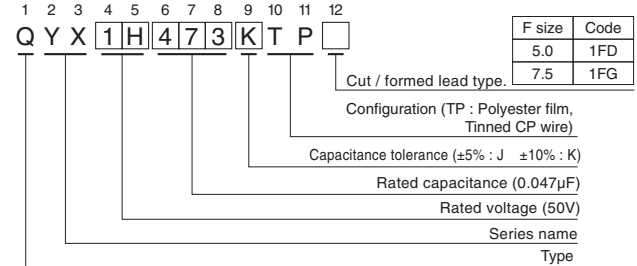 1 2 3 4 5 6 7 8 9 10 11 12
Q Y X 1 H 4 7 3 K T P
F size Code
5.0 1FD
7.5 1FG
Cut / formed lead type.
Configuration (TP : Polyester film,
Tinned CP wire)
Capacitance tolerance (±5% : J ±10% : K)
Rated capacitance (0.047µF)
Rated voltage (50V)
Series name
Type